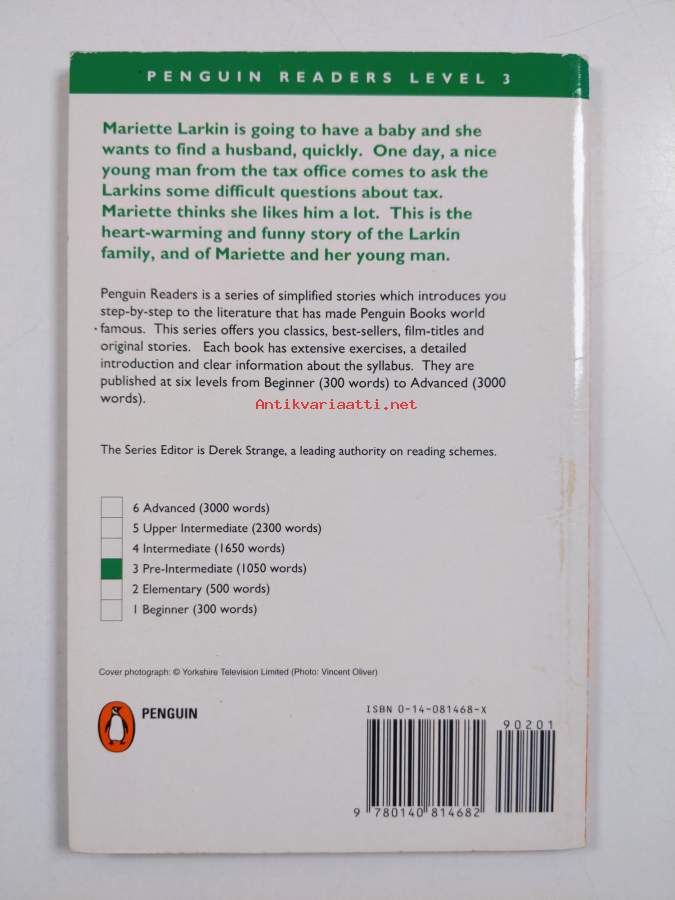 PENGUIN READERS LEVEL 3
Mariette Larkin is going to have a baby and she
wants to find a husband, quickly. One day, a nice
young man from the tax office comes to ask the
Larkins some difficult questions about tax.
Mariette thinks she likes him a lot. This is the
heart-warming and funny story of the Larkin
family, and of Mariette and her young man.
Penguin Readers is a series of simplified stories which introduces you
step-by-step to the literature that has made Penguin Books world
famous. This series offers you classics, best-sellers, film-titles and
original stories. Each book has extensive exercises, a detailed
introduction and clear information about the syllabus. They are
published at six levels from Beginner (300 words) to Advanced (3000
words).
Antikvariaatti.net
The Series Editor is Derek Strange, a leading authority on reading schemes.
6 Advanced (3000 words)
5 Upper Intermediate (2300 words)
4 Intermediate (1650 words)
3 Pre-Intermediate (1050 words)
2 Elementary (500 words)
1 Beginner (300 words)
Cover photograph: © Yorkshire Television Limited (Photo: Vincent Oliver)
PENGUIN
ISBN 0-14-081468-X
90201
9 780140 814682